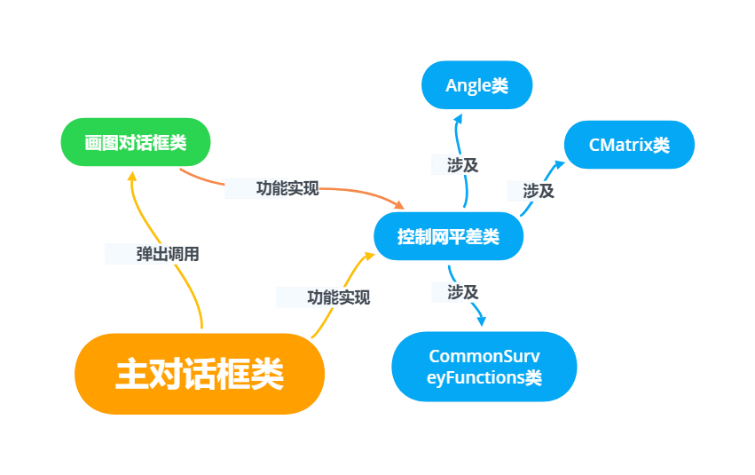 Angle类
画图对话框类
CMatrix类
涉及
功能实现
涉及
控制网平差类
弹出调用
功能实现
涉及
主对话框类
CommonSurv
eyFunctions类